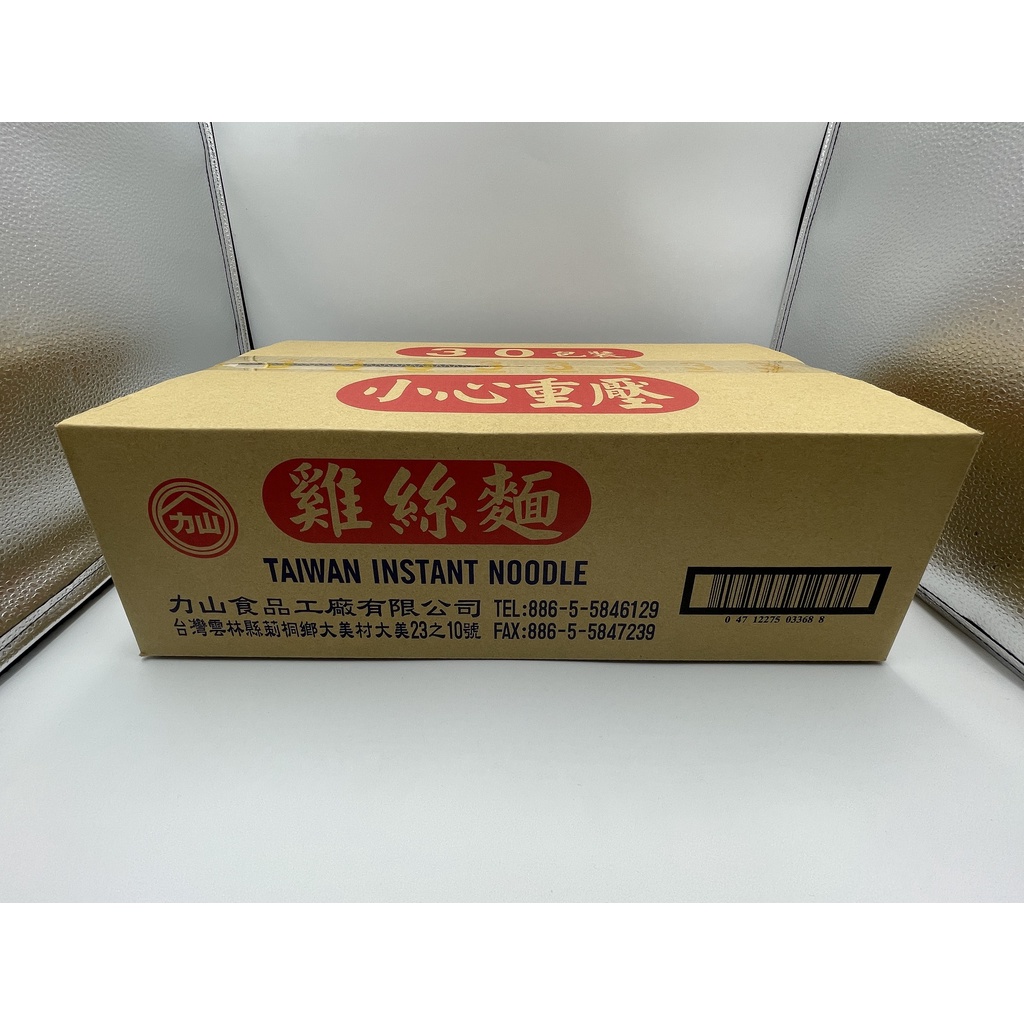 30包裝
小心重壓
力山
雞絲麵
TAIWAN INSTANT NOODLE
力山食品工廠有限公司 TEL:886-5-5846129
台灣雲林縣莿桐鄉大美村大美23之10號 FAX:886-5-5847239
0 47 12275 03368 8